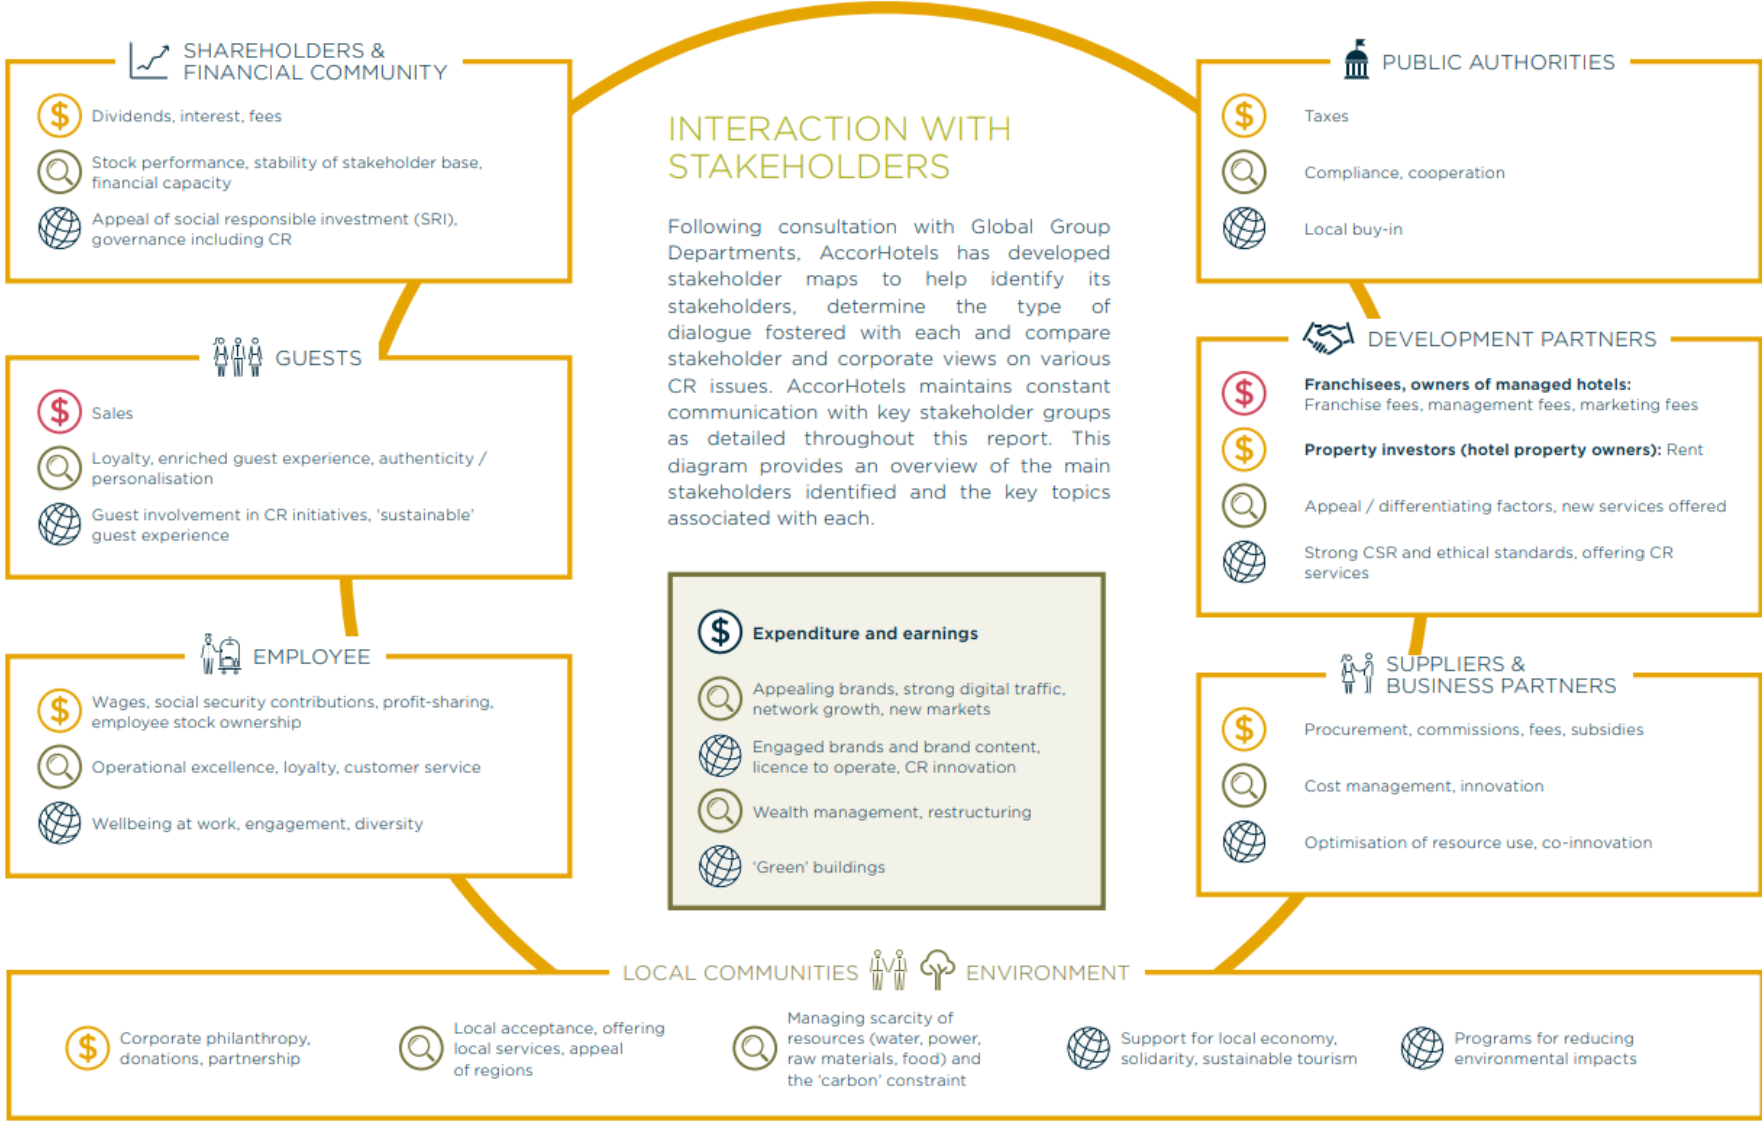 SHAREHOLDERS &
FINANCIAL COMMUNITY
Dividends, interest, fees
Stock performance, stability of stakeholder base,
financial capacity
Appeal of social responsible investment (SRI),
governance including CR
GUESTS
Sales
Loyalty, enriched guest experience, authenticity /
personalisation
Guest involvement in CR initiatives, 'sustainable'
guest experience
EMPLOYEE
Wages, social security contributions, profit-sharing,
employee stock ownership
Operational excellence, loyalty, customer service
Wellbeing at work, engagement, diversity
INTERACTION WITH
STAKEHOLDERS
Following consultation with Global Group
Departments, AccorHotels has developed
stakeholder maps to help identify its
stakeholders, determine the type of
dialogue fostered with each and compare
stakeholder and corporate views on various
CR issues. AccorHotels maintains constant
communication with key stakeholder groups
as detailed throughout this report. This
diagram provides an overview of the main
stakeholders identified and the key topics
associated with each.
$ Expenditure and earnings
Appealing brands, strong digital traffic,
network growth, new markets
Engaged brands and brand content,
licence to operate, CR innovation
Wealth management, restructuring
'Green' buildings
PUBLIC AUTHORITIES
Taxes
Compliance, cooperation
Local buy-in
DEVELOPMENT PARTNERS
Franchisees, owners of managed hotels:
Franchise fees, management fees, marketing fees
Property investors (hotel property owners): Rent
Appeal / differentiating factors, new services offered
Strong CSR and ethical standards, offering CR
services
SUPPLIERS &
BUSINESS PARTNERS
Procurement, commissions, fees, subsidies
Cost management, innovation
Optimisation of resource use, co-innovation
LOCAL COMMUNITIES ENVIRONMENT
Corporate philanthropy,
donations, partnership
Local acceptance, offering
local services, appeal
of regions
Managing scarcity of
resources (water, power,
raw materials, food) and
the 'carbon' constraint
Support for local economy,
solidarity, sustainable tourism
Programs for reducing
environmental impacts